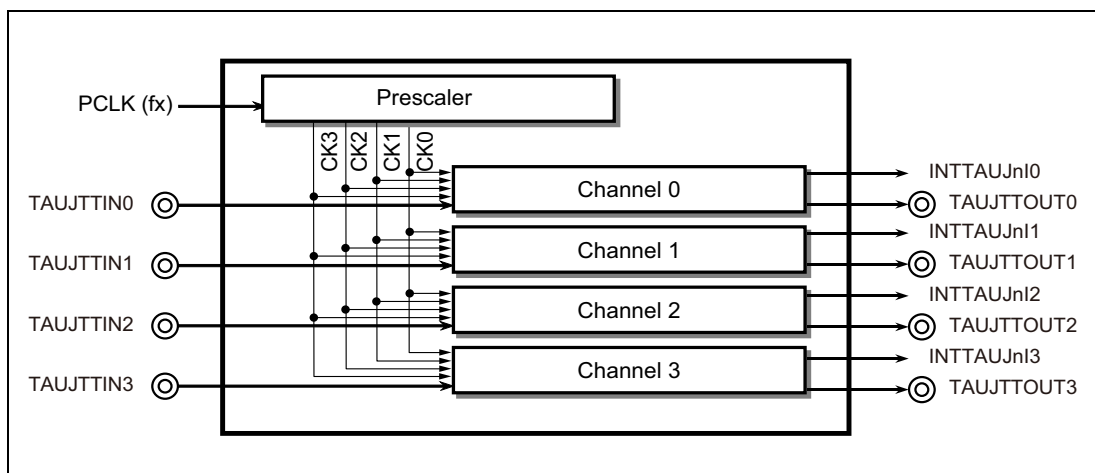 Prescaler
PCLK (fx)
CK3
CK2
CK1
CK0
Channel 0
INTTAUJnI0
TAUJTTIN0
TAUJTTOUT0
Channel 1
INTTAUJnI1
TAUJTTIN1
TAUJTTOUT1
Channel 2
INTTAUJnI2
TAUJTTIN2
TAUJTTOUT2
Channel 3
INTTAUJnI3
TAUJTTIN3
TAUJTTOUT3